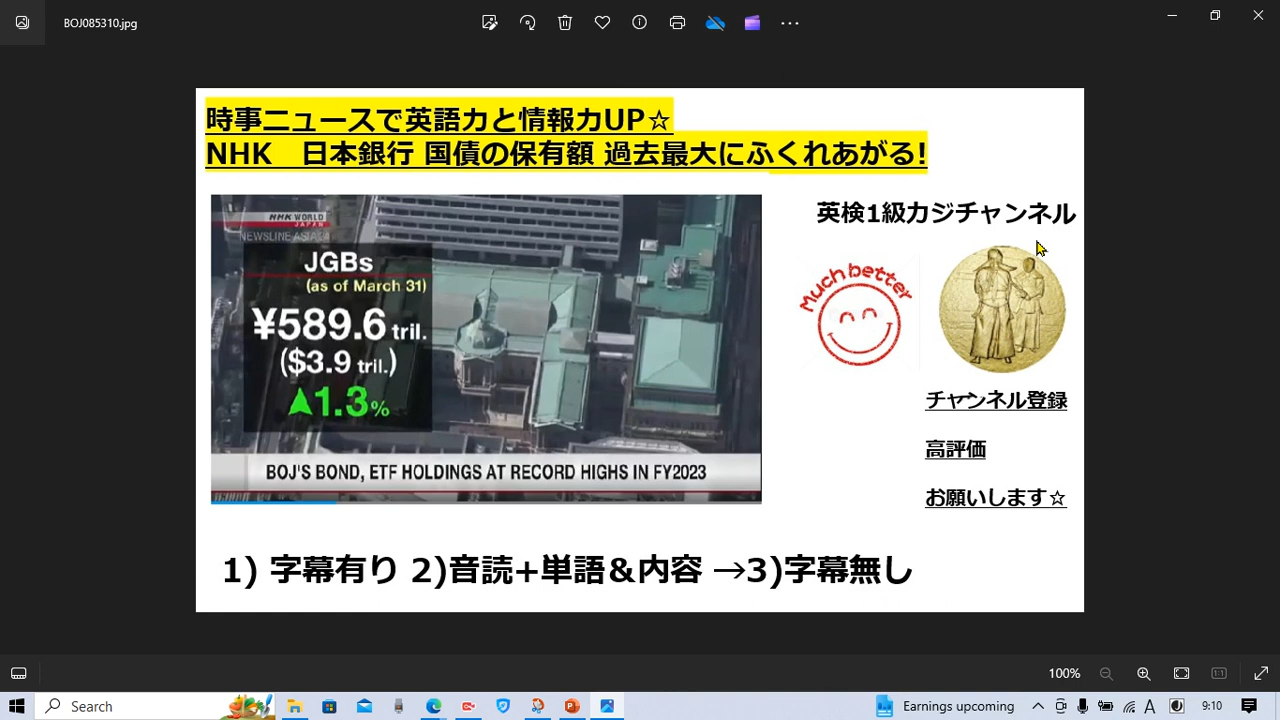 BOJ085310.jpg
時事ニュースで英語力と情報力UP☆
NHK　日本銀行 国債の保有額 過去最大にふくれあがる!
英検1級カジチャンネル
NHK WORLD
JAPAN
NEWSLINE ASIA 24
JGBs
(as of March 31)
¥589.6 tril.
($3.9 tril.)
▲1.3%
BOJ'S BOND, ETF HOLDINGS AT RECORD HIGHS IN FY2023
Much better
チャンネル登録
高評価
お願いします☆
1) 字幕有り 2)音読+単語＆内容 →3)字幕無し
100%
Search
Earnings upcoming
A
9:10